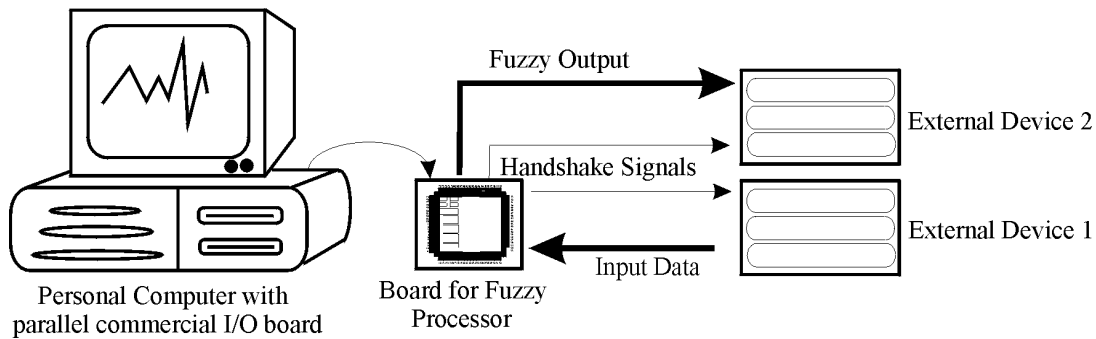 Fuzzy Output
External Device 2
Handshake Signals
External Device 1
Input Data
Personal Computer with
parallel commercial I/O board
Board for Fuzzy
Processor